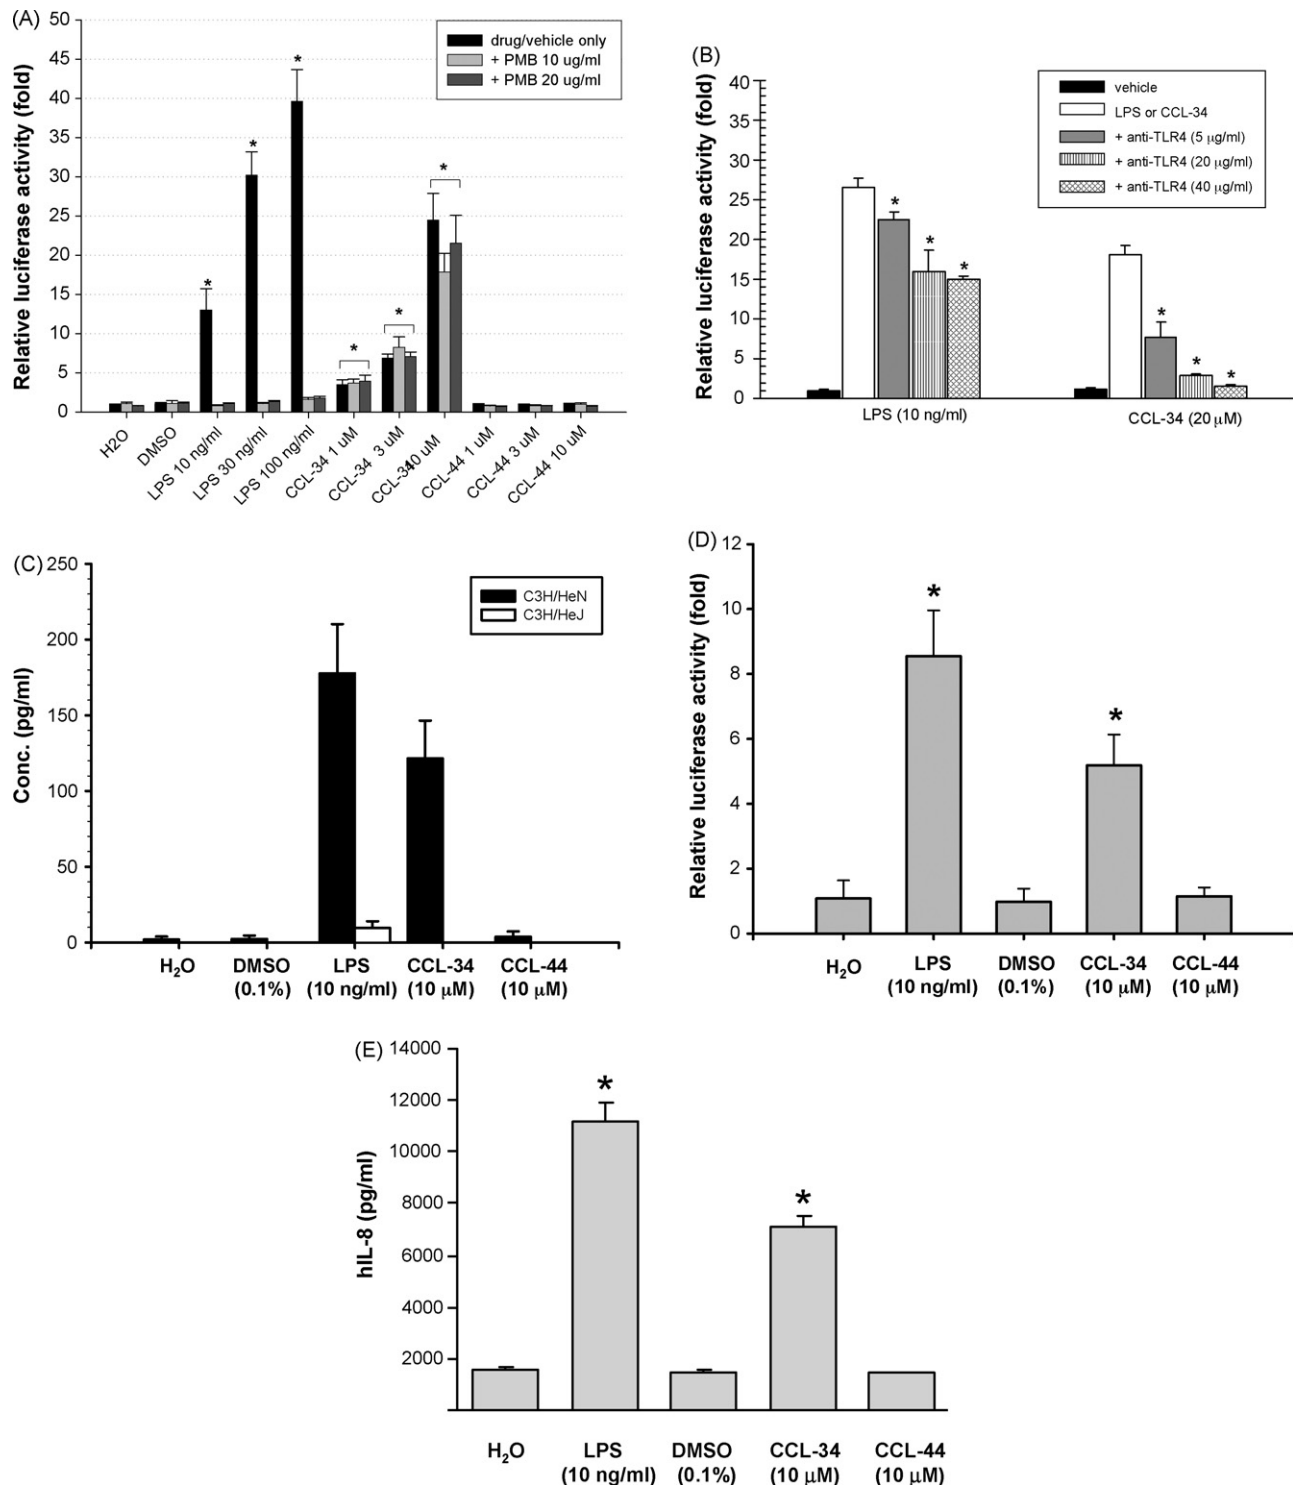 (A)
Relative luciferase activity (fold)
50
45
40
35
30
25
20
15
10
5
0
drug/vehicle only
+ PMB 10 ug/ml
+ PMB 20 ug/ml
*
*
*
*
*
*
H2O
DMSO
LPS 10 ng/ml
LPS 30 ng/ml
LPS 100 ng/ml
CCL-34 1 uM
CCL-34 3 uM
CCL-3410 uM
CCL-44 1 uM
CCL-44 3 uM
CCL-44 10 uM
(B)
Relative luciferase activity (fold)
40
35
30
25
20
15
10
5
0
vehicle
LPS or CCL-34
+ anti-TLR4 (5 μg/ml)
+ anti-TLR4 (20 μg/ml)
+ anti-TLR4 (40 μg/ml)
*
*
*
*
*
*
LPS (10 ng/ml)
CCL-34 (20 μM)
(C)
Conc. (pg/ml)
250
200
150
100
50
0
C3H/HeN
C3H/HeJ
H₂O
DMSO
(0.1%)
LPS
(10 ng/ml)
CCL-34
(10 μM)
CCL-44
(10 μM)
(D)
Relative luciferase activity (fold)
12
10
8
6
4
2
0
*
*
H₂O
LPS
(10 ng/ml)
DMSO
(0.1%)
CCL-34
(10 μM)
CCL-44
(10 μM)
(E)
hIL-8 (pg/ml)
14000
12000
10000
8000
6000
4000
2000
*
*
H₂O
LPS
(10 ng/ml)
DMSO
(0.1%)
CCL-34
(10 μM)
CCL-44
(10 μM)